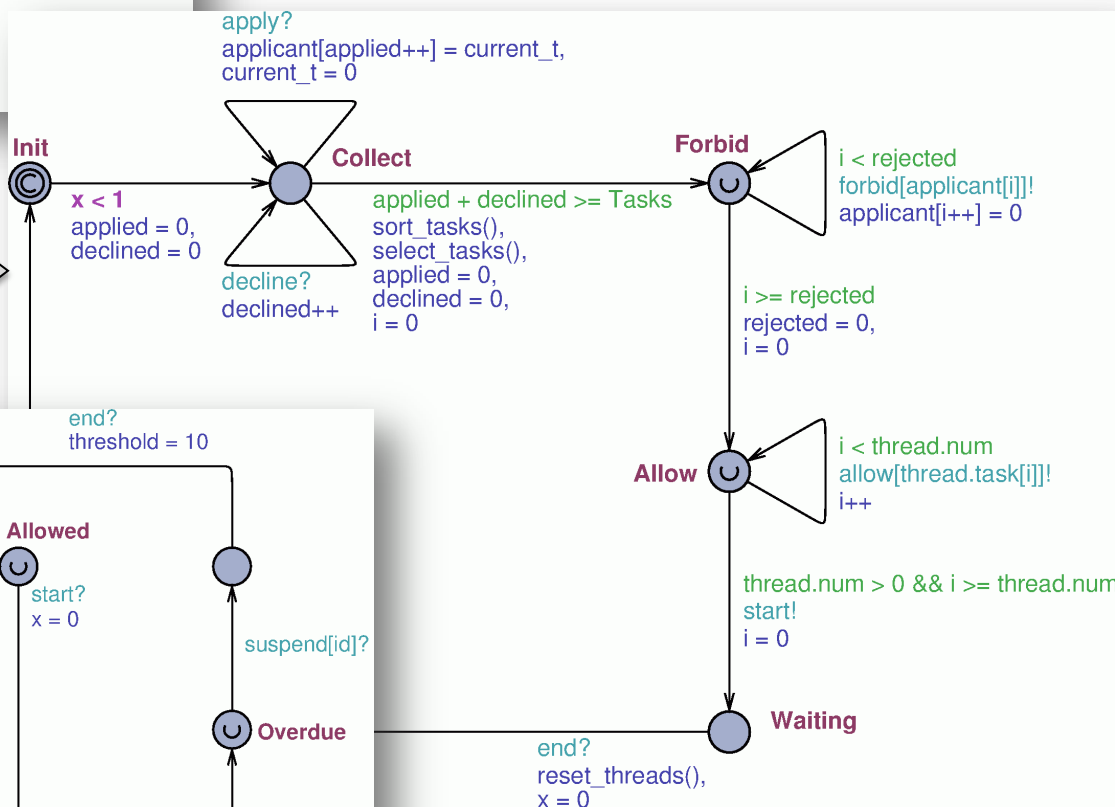 apply?
applicant[applied++] = current_t,
current_t = 0
Init
Collect
Forbid
x < 1
applied = 0,
declined = 0
applied + declined >= Tasks
sort_tasks(),
select_tasks(),
applied = 0,
declined = 0,
i = 0
decline?
declined++
i < rejected
forbid[applicant[i]]!
applicant[i++] = 0
i >= rejected
rejected = 0,
i = 0
end?
threshold = 10
Allow
i < thread.num
allow[thread.task[i]]!
i++
Allowed
start?
x = 0
suspend[id]?
Overdue
thread.num > 0 && i >= thread.num
start!
i = 0
Waiting
end?
reset_threads(),
x = 0